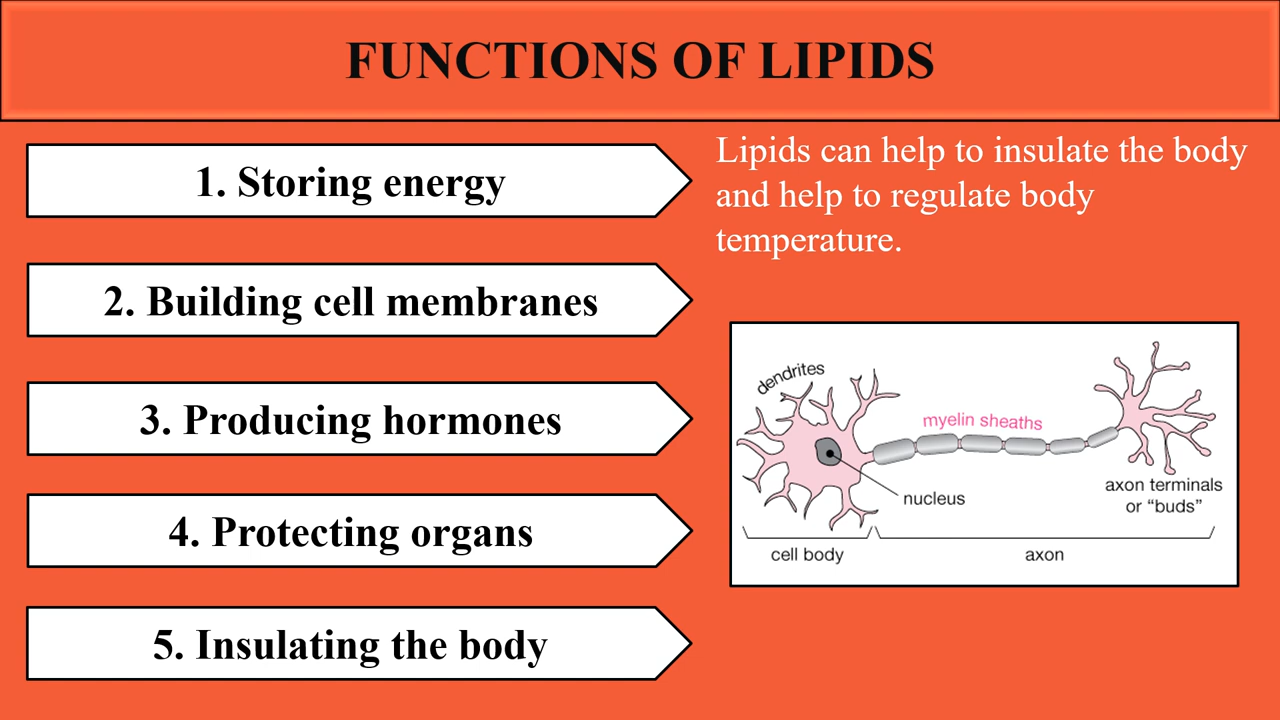 FUNCTIONS OF LIPIDS
1. Storing energy
2. Building cell membranes
3. Producing hormones
4. Protecting organs
5. Insulating the body
Lipids can help to insulate the body
and help to regulate body
temperature.
dendrites
myelin sheaths
nucleus
axon terminals
or “buds”
cell body
axon